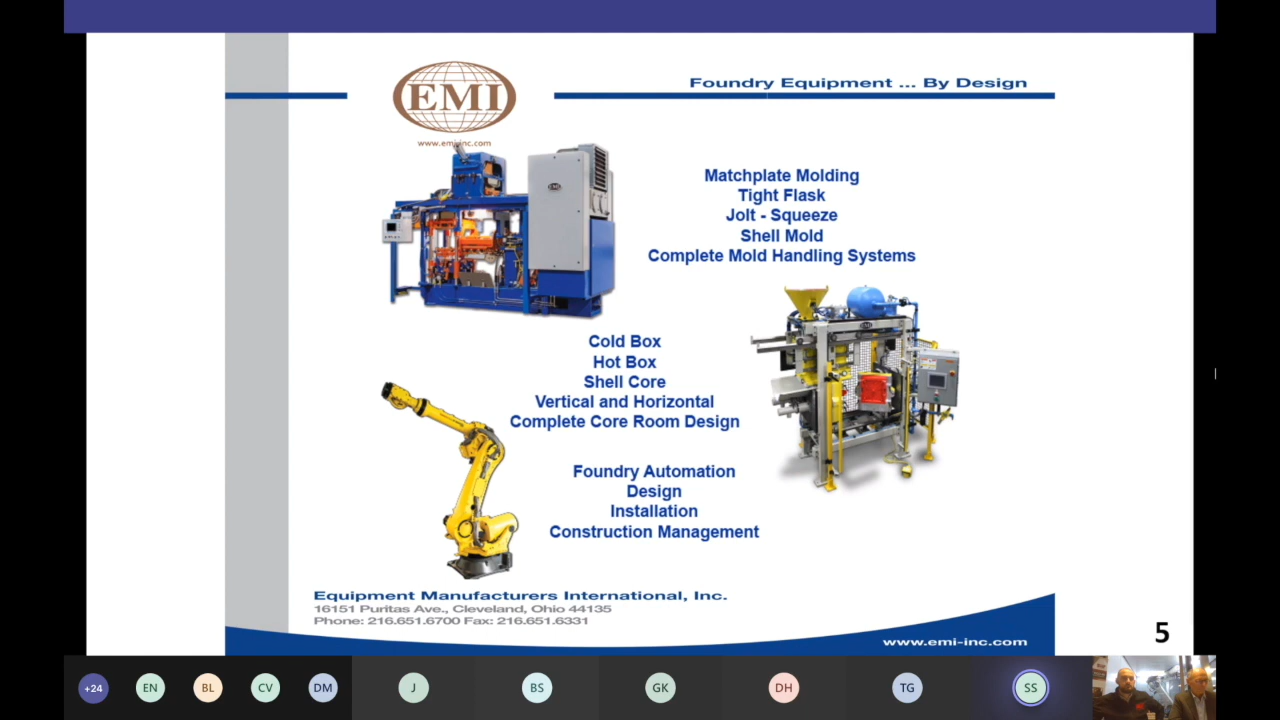 Foundry Equipment ... By Design
EMI
www.emi-inc.com
EMI
Matchplate Molding
Tight Flask
Jolt - Squeeze
Shell Mold
Complete Mold Handling Systems
EMI
Cold Box
Hot Box
Shell Core
Vertical and Horizontal
Complete Core Room Design
Foundry Automation
Design
Installation
Construction Management
Equipment Manufacturers International, Inc.
16151 Puritas Ave., Cleveland, Ohio 44135
Phone: 216.651.6700 Fax: 216.651.6331
www.emi-inc.com
5
+24
EN
BL
CV
DM
J
BS
GK
DH
TG
SS